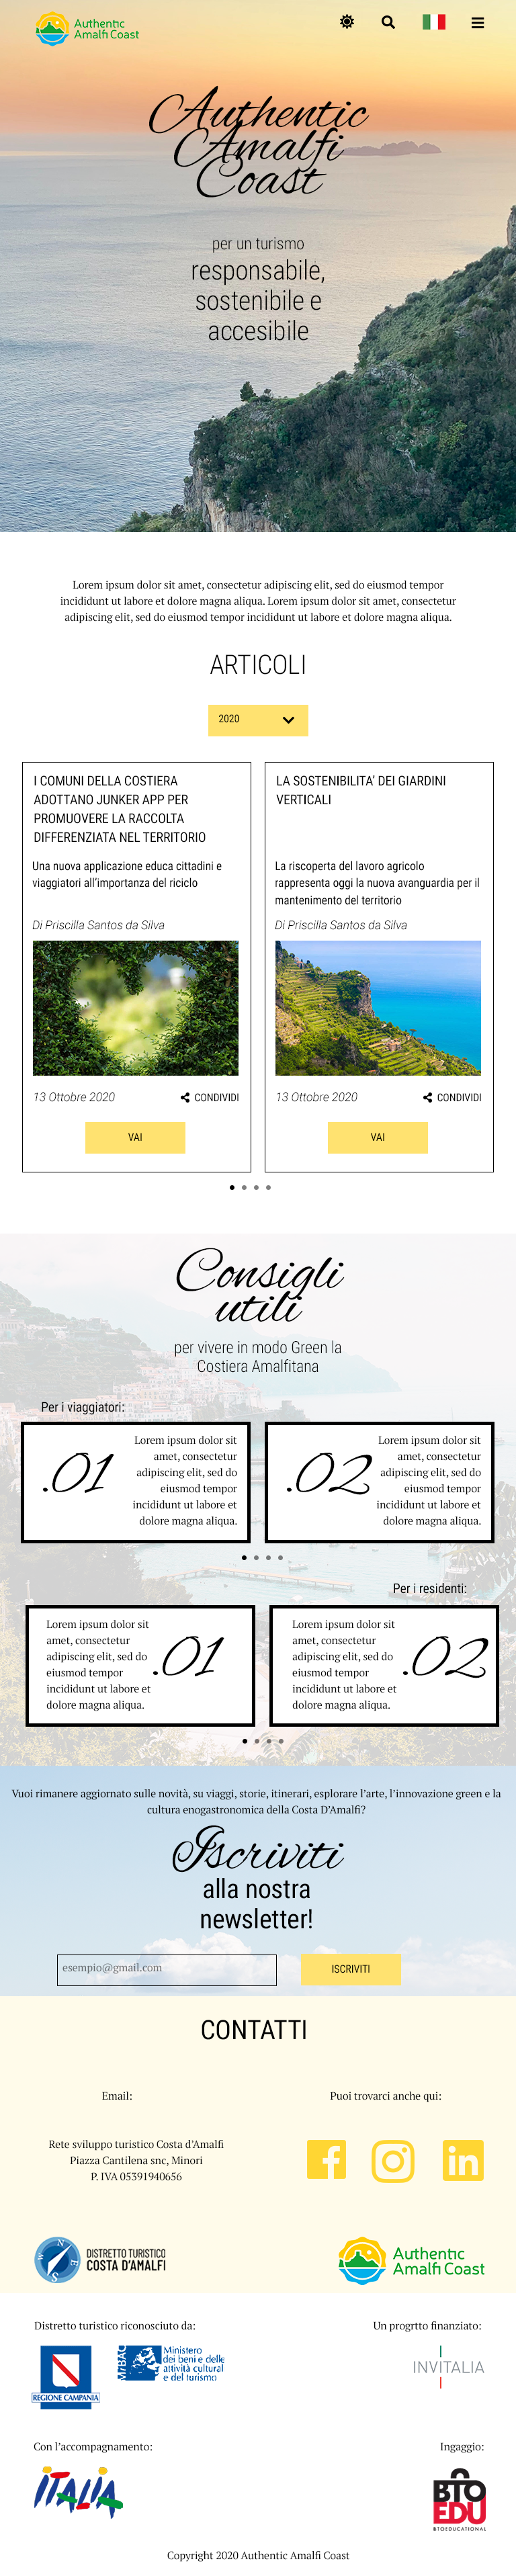 Authentic
Amalfi Coast
Authentic
Amalfi
Coast
per un turismo
responsabile,
sostenibile e
accesibile
Lorem ipsum dolor sit amet, consectetur adipiscing elit, sed do eiusmod tempor
incididunt ut labore et dolore magna aliqua. Lorem ipsum dolor sit amet, consectetur
adipiscing elit, sed do eiusmod tempor incididunt ut labore et dolore magna aliqua.
ARTICOLI
2020
I COMUNI DELLA COSTIERA
ADOTTANO JUNKER APP PER
PROMUOVERE LA RACCOLTA
DIFFERENZIATA NEL TERRITORIO
Una nuova applicazione educa cittadini e
viaggiatori all'importanza del riciclo
Di Priscilla Santos da Silva
13 Ottobre 2020
CONDIVIDI
VAI
LA SOSTENIBILITA' DEI GIARDINI
VERTICALI
La riscoperta del lavoro agricolo
rappresenta oggi la nuova avanguardia per il
mantenimento del territorio
Di Priscilla Santos da Silva
13 Ottobre 2020
CONDIVIDI
VAI
Consigli
utili
per vivere in modo Green la
Costiera Amalfitana
Per i viaggiatori:
.01
Lorem ipsum dolor sit
amet, consectetur
adipiscing elit, sed do
eiusmod tempor
incididunt ut labore et
dolore magna aliqua.
.02
Lorem ipsum dolor sit
amet, consectetur
adipiscing elit, sed do
eiusmod tempor
incididunt ut labore et
dolore magna aliqua.
Per i residenti:
Lorem ipsum dolor sit
amet, consectetur
adipiscing elit, sed do
eiusmod tempor
incididunt ut labore et
dolore magna aliqua.
.01
Lorem ipsum dolor sit
amet, consectetur
adipiscing elit, sed do
eiusmod tempor
incididunt ut labore et
dolore magna aliqua.
.02
Vuoi rimanere aggiornato sulle novità, su viaggi, storie, itinerari, esplorare l'arte, l'innovazione green e la
cultura enogastronomica della Costa D'Amalfi?
Iscriviti
alla nostra
newsletter!
esempio@gmail.com
ISCRIVITI
CONTATTI
Email:
Puoi trovarci anche qui:
Rete sviluppo turistico Costa d'Amalfi
Piazza Cantilena snc, Minori
P. IVA 05391940656
DISTRETTO TURISTICO
COSTA D'AMALFI
Authentic
Amalfi Coast
Distretto turistico riconosciuto da:
Un progrtto finanziato:
REGIONE CAMPANIA
MIBAC
Ministero
dei beni e delle
attività cultural
e del turismo
INVITALIA
Con l'accompagnamento:
Ingaggio:
ITALIA
BTO
EDU
BTOEDUCATIONAL
Copyright 2020 Authentic Amalfi Coast